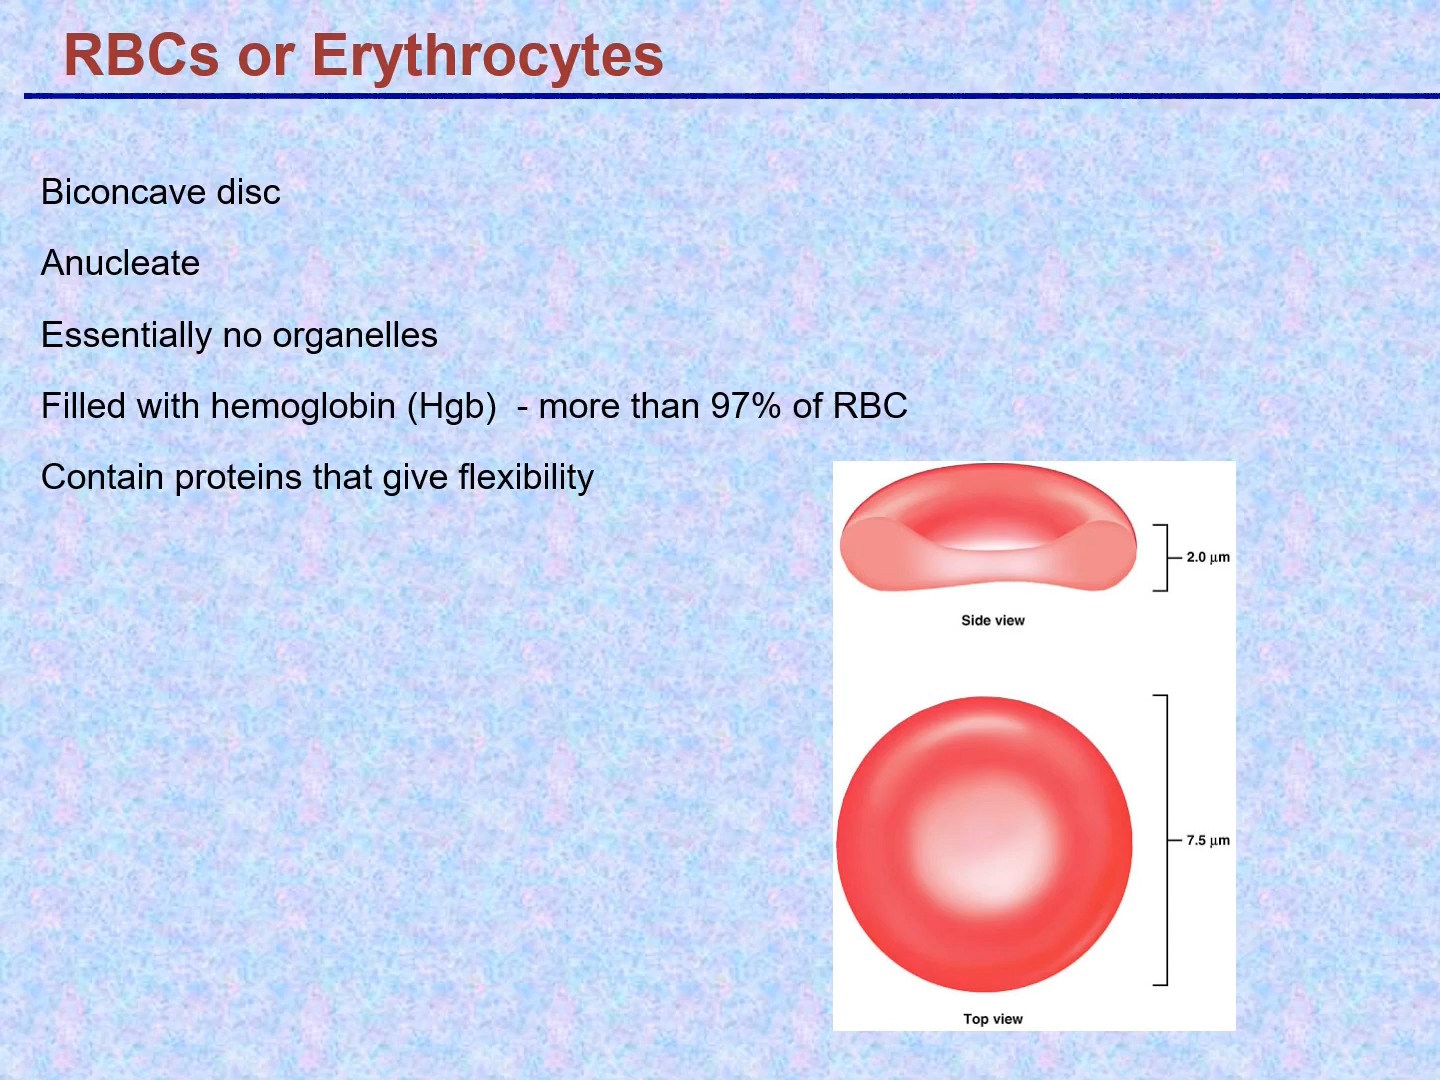 RBCs or Erythrocytes
Biconcave disc
Anucleate
Essentially no organelles
Filled with hemoglobin (Hgb)  - more than 97% of RBC
Contain proteins that give flexibility
2.0 μm
Side view
7.5 μm
Top view